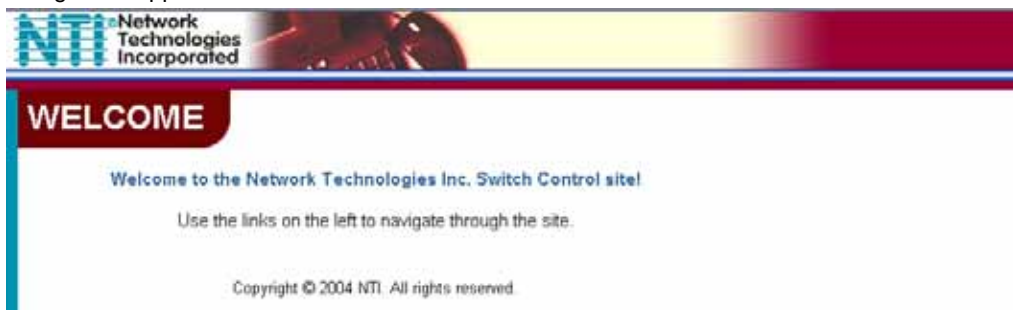 NTI® Network
Technologies
Incorporated
WELCOME
Welcome to the Network Technologies Inc. Switch Control site!
Use the links on the left to navigate through the site.
Copyright © 2004 NTI. All rights reserved.